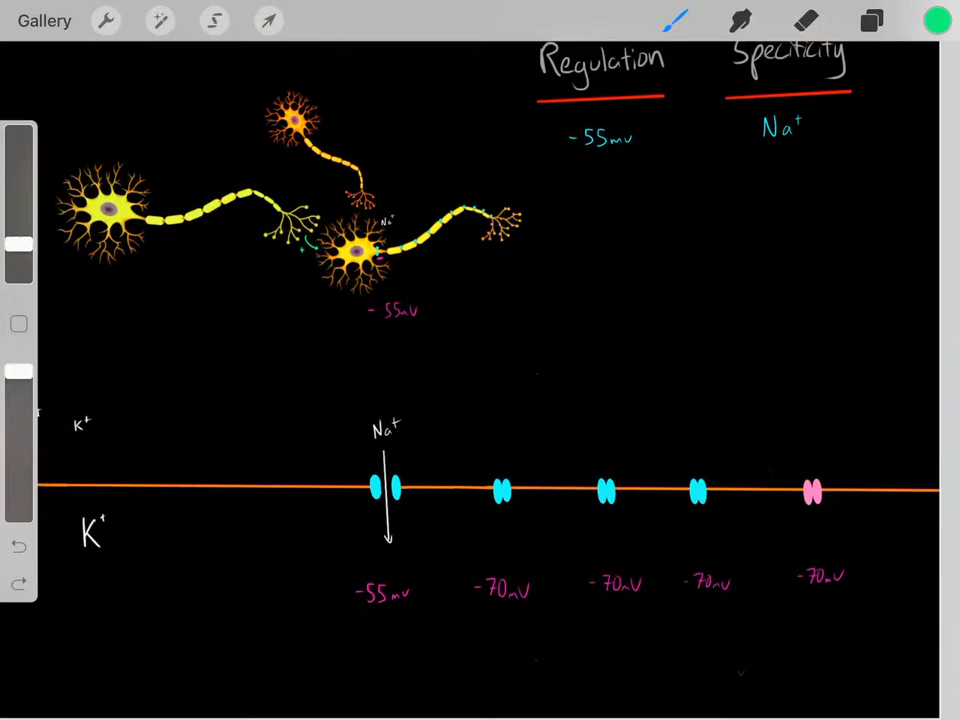 Gallery
Regulation Specificity
-55mv Na⁺
Na⁺
+
-55mV
K⁺
Na⁺
K⁺
-55mv -70mV -70mV -70mV -70mV